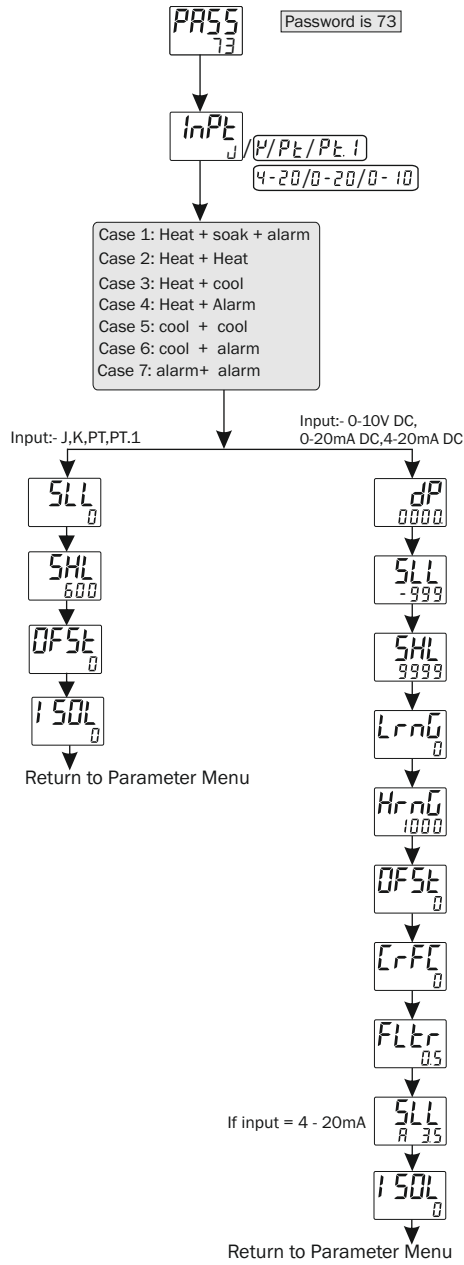 PASS
73
Password is 73
InPt
J / K/Pt/Pt.1
4-20/0-20/0-10
Case 1: Heat + soak + alarm
Case 2: Heat + Heat
Case 3: Heat + cool
Case 4: Heat + Alarm
Case 5: cool + cool
Case 6: cool + alarm
Case 7: alarm+ alarm
Input:- J,K,PT,PT.1
SLL
0
SHL
600
OFSt
0
ISOL
0
Return to Parameter Menu
Input:- 0-10V DC,
0-20mA DC,4-20mA DC
dP
0000.
SLL
-999
SHL
9999
LrnG
0
HrnG
1000
OFSt
0
CrFC
0
FLtr
0.5
If input = 4 - 20mA
SLL
A 3.5
ISOL
0
Return to Parameter Menu